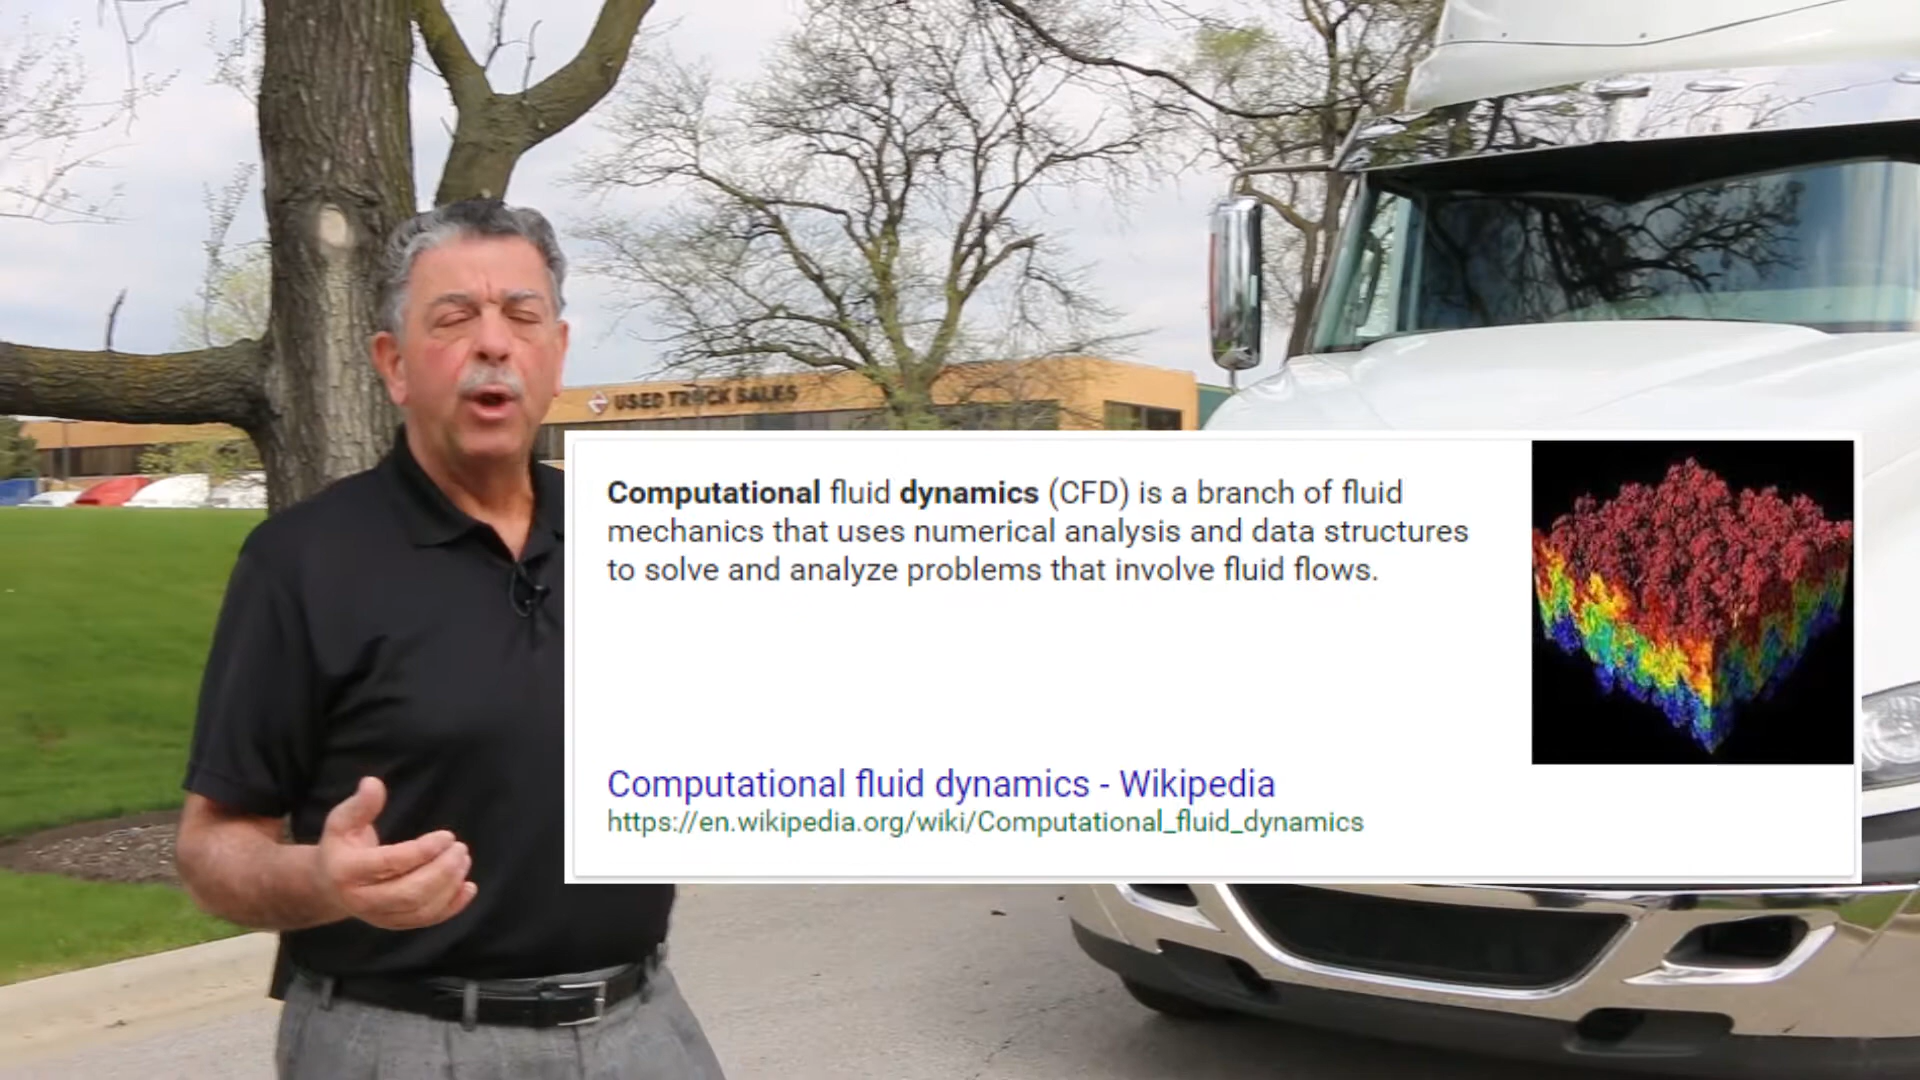 USED TRUCK SALES
Computational fluid dynamics (CFD) is a branch of fluid
mechanics that uses numerical analysis and data structures
to solve and analyze problems that involve fluid flows.
Computational fluid dynamics - Wikipedia
https://en.wikipedia.org/wiki/Computational_fluid_dynamics